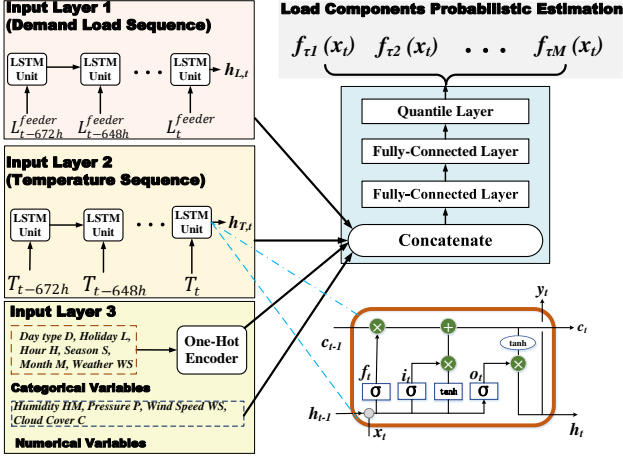 Input Layer 1
(Demand Load Sequence)
LSTM Unit
LSTM Unit
• • •
LSTM Unit
h_{L,t}
L^{feeder}_{t−672h}
L^{feeder}_{t−648h}
L^{feeder}_{t}
Input Layer 2
(Temperature Sequence)
LSTM Unit
LSTM Unit
• • •
LSTM Unit
h_{T,t}
T_{t−672h}
T_{t−648h}
T_t
Input Layer 3
Day type D, Holiday L,
Hour H, Season S,
Month M, Weather WS
One-Hot
Encoder
Categorical Variables
Humidity HM, Pressure P, Wind Speed WS,
Cloud Cover C
Numerical Variables
Load Components Probabilistic Estimation
f_{τ1}(x_t) f_{τ2}(x_t) • • • f_{τM}(x_t)
Quantile Layer
Fully-Connected Layer
Fully-Connected Layer
Concatenate
y_t
c_{t-1}
× +
c_t
tanh
f_t
i_t
×
o_t
×
σ σ tanh σ
h_{t-1}
x_t
h_t